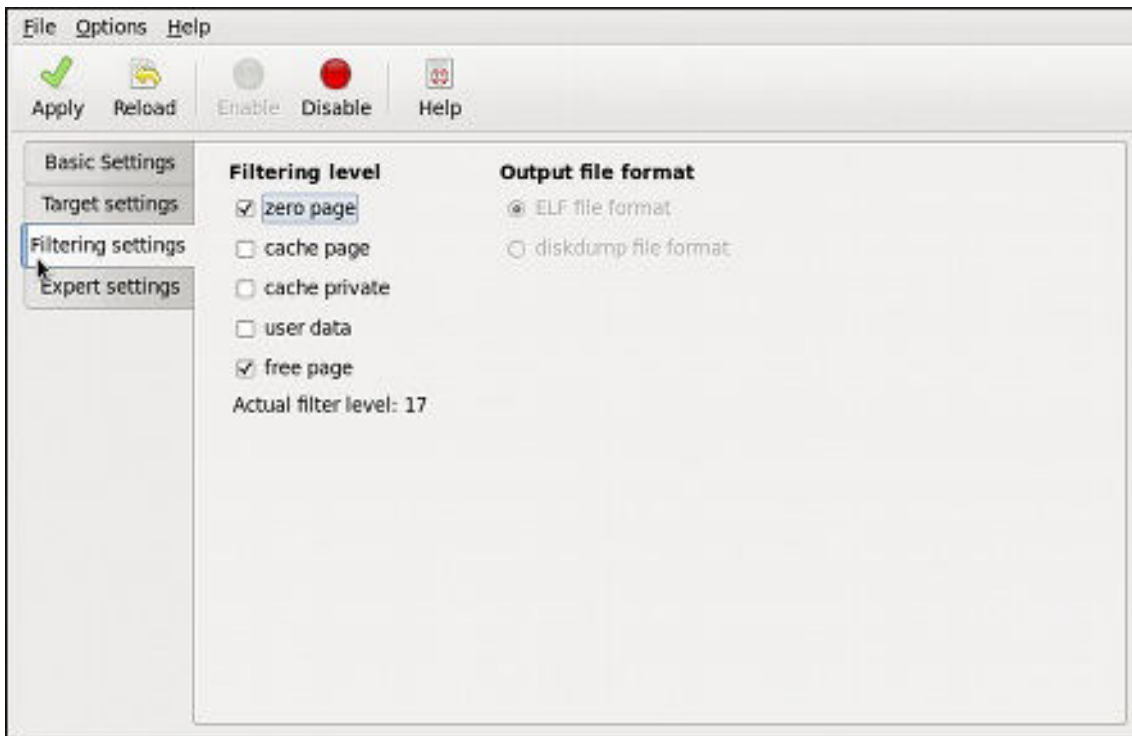 File Options Help
Apply Reload Enable Disable Help
Basic Settings
Target settings
Filtering settings
Expert settings
Filtering level
zero page
cache page
cache private
user data
free page
Actual filter level: 17
Output file format
ELF file format
diskdump file format